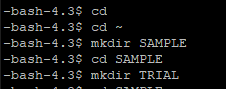 -bash-4.3$ cd
-bash-4.3$ cd ~
-bash-4.3$ mkdir SAMPLE
-bash-4.3$ cd SAMPLE
-bash-4.3$ mkdir TRIAL